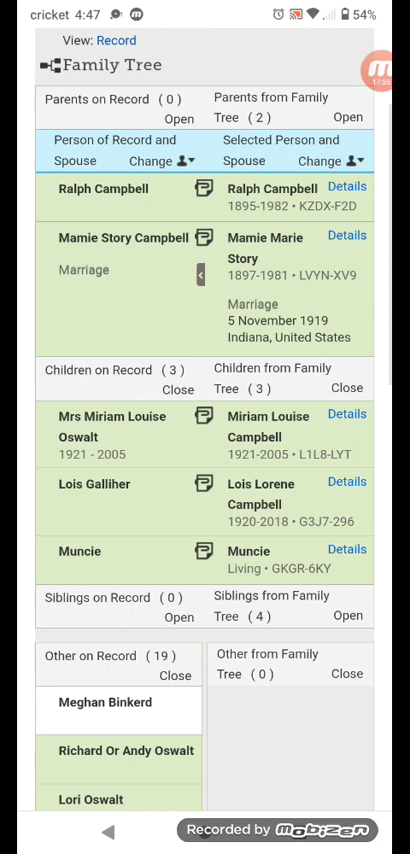 cricket 4:47
54%
View: Record
17:56
Family Tree
Parents on Record ( 0 )
Open
Parents from Family
Tree ( 2 )
Open
Person of Record and
Spouse
Change
Selected Person and
Spouse
Change
Ralph Campbell
Ralph Campbell
Details
1895-1982 • KZDX-F2D
Mamie Story Campbell
Marriage
Mamie Marie
Details
Story
1897-1981 • LVYN-XV9
Marriage
5 November 1919
Indiana, United States
Children on Record ( 3 )
Close
Children from Family
Tree ( 3 )
Close
Mrs Miriam Louise
Oswalt
1921 - 2005
Miriam Louise
Details
Campbell
1921-2005 • L1L8-LYT
Lois Galliher
Lois Lorene
Details
Campbell
1920-2018 • G3J7-296
Muncie
Muncie
Details
Living • GKGR-6KY
Siblings on Record ( 0 )
Open
Siblings from Family
Tree ( 4 )
Open
Other on Record ( 19 )
Close
Other from Family
Tree ( 0 )
Close
Meghan Binkerd
Richard Or Andy Oswalt
Lori Oswalt
Recorded by mobizen